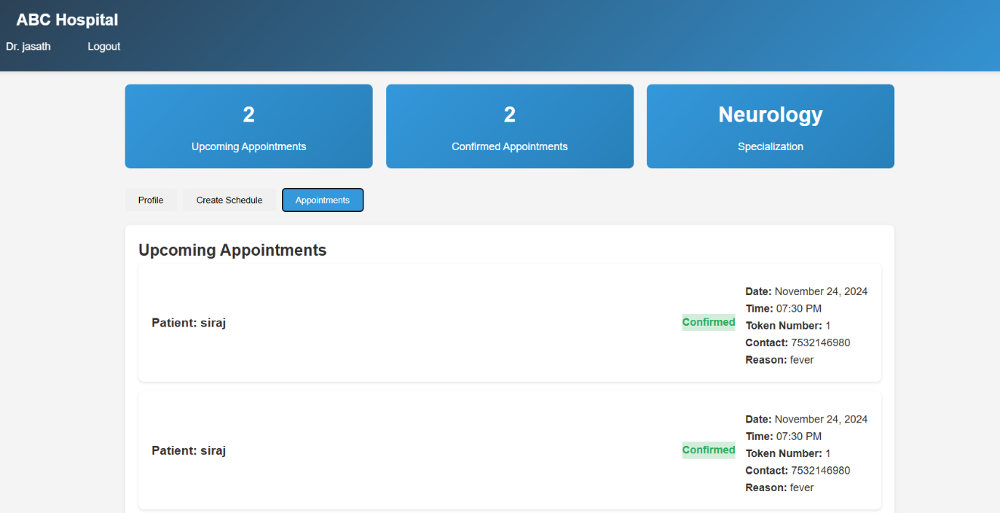 ABC Hospital
Dr. jasath Logout
2
Upcoming Appointments
2
Confirmed Appointments
Neurology
Specialization
Profile Create Schedule Appointments
Upcoming Appointments
Patient: siraj
Confirmed
Date: November 24, 2024
Time: 07:30 PM
Token Number: 1
Contact: 7532146980
Reason: fever
Patient: siraj
Confirmed
Date: November 24, 2024
Time: 07:30 PM
Token Number: 1
Contact: 7532146980
Reason: fever